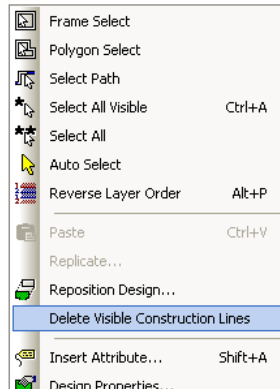 Frame Select
Polygon Select
Select Path
Select All Visible Ctrl+A
Select All
Auto Select
Reverse Layer Order Alt+P
Paste Ctrl+V
Replicate...
Reposition Design...
Delete Visible Construction Lines
Insert Attribute... Shift+A
Design Properties...